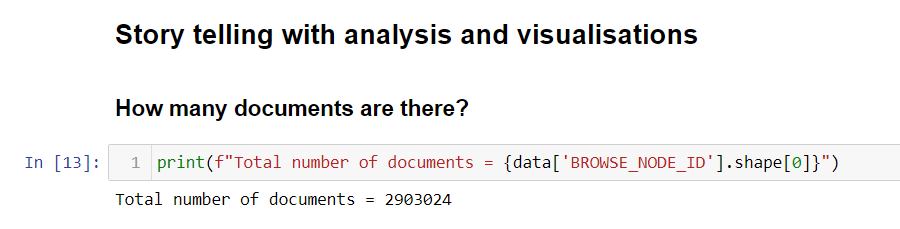 Story telling with analysis and visualisations
How many documents are there?
In [13]: 1 print(f"Total number of documents = {data['BROWSE_NODE_ID'].shape[0]}")
Total number of documents = 2903024